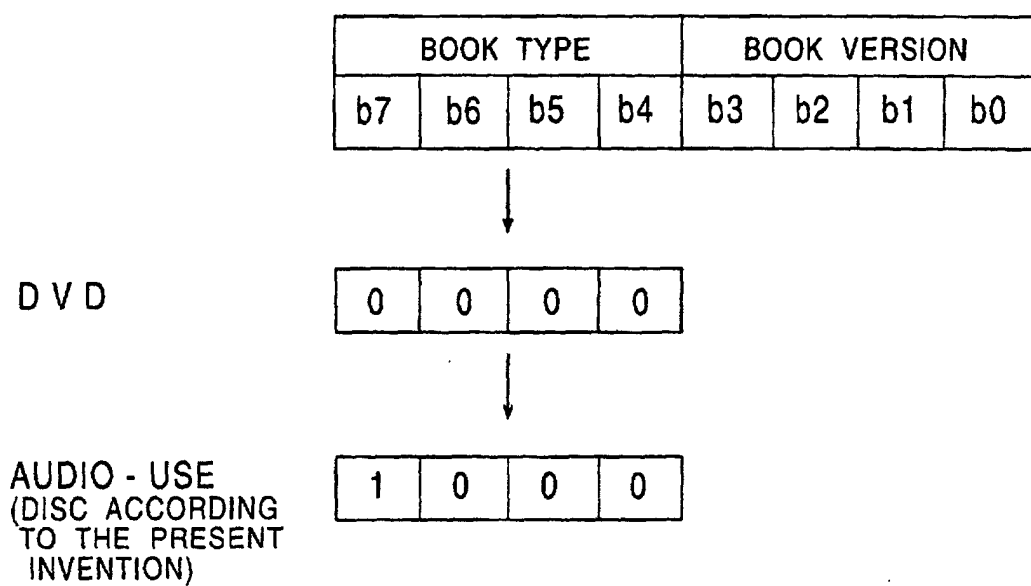 BOOK TYPE BOOK VERSION
b7 b6 b5 b4 b3 b2 b1 b0
DVD 0 0 0 0
AUDIO - USE 1 0 0 0
(DISC ACCORDING
TO THE PRESENT
INVENTION)